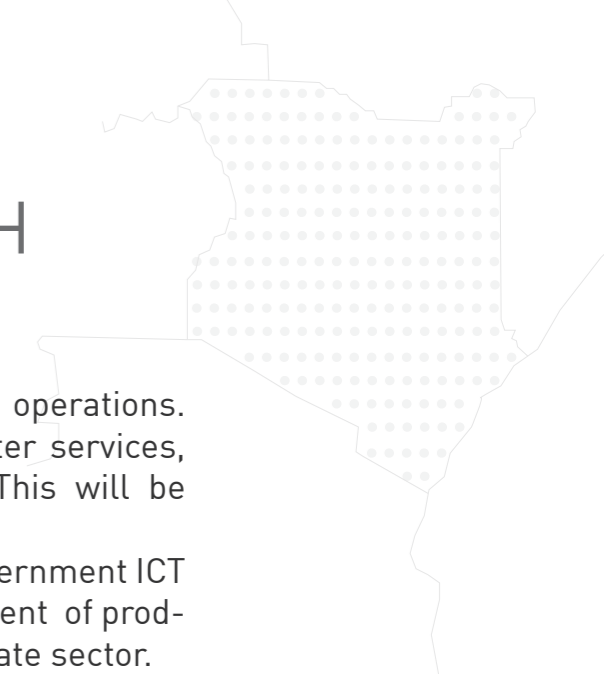 H
operations.
ter services,
This will be
ernment ICT
ent of prod-
ate sector.